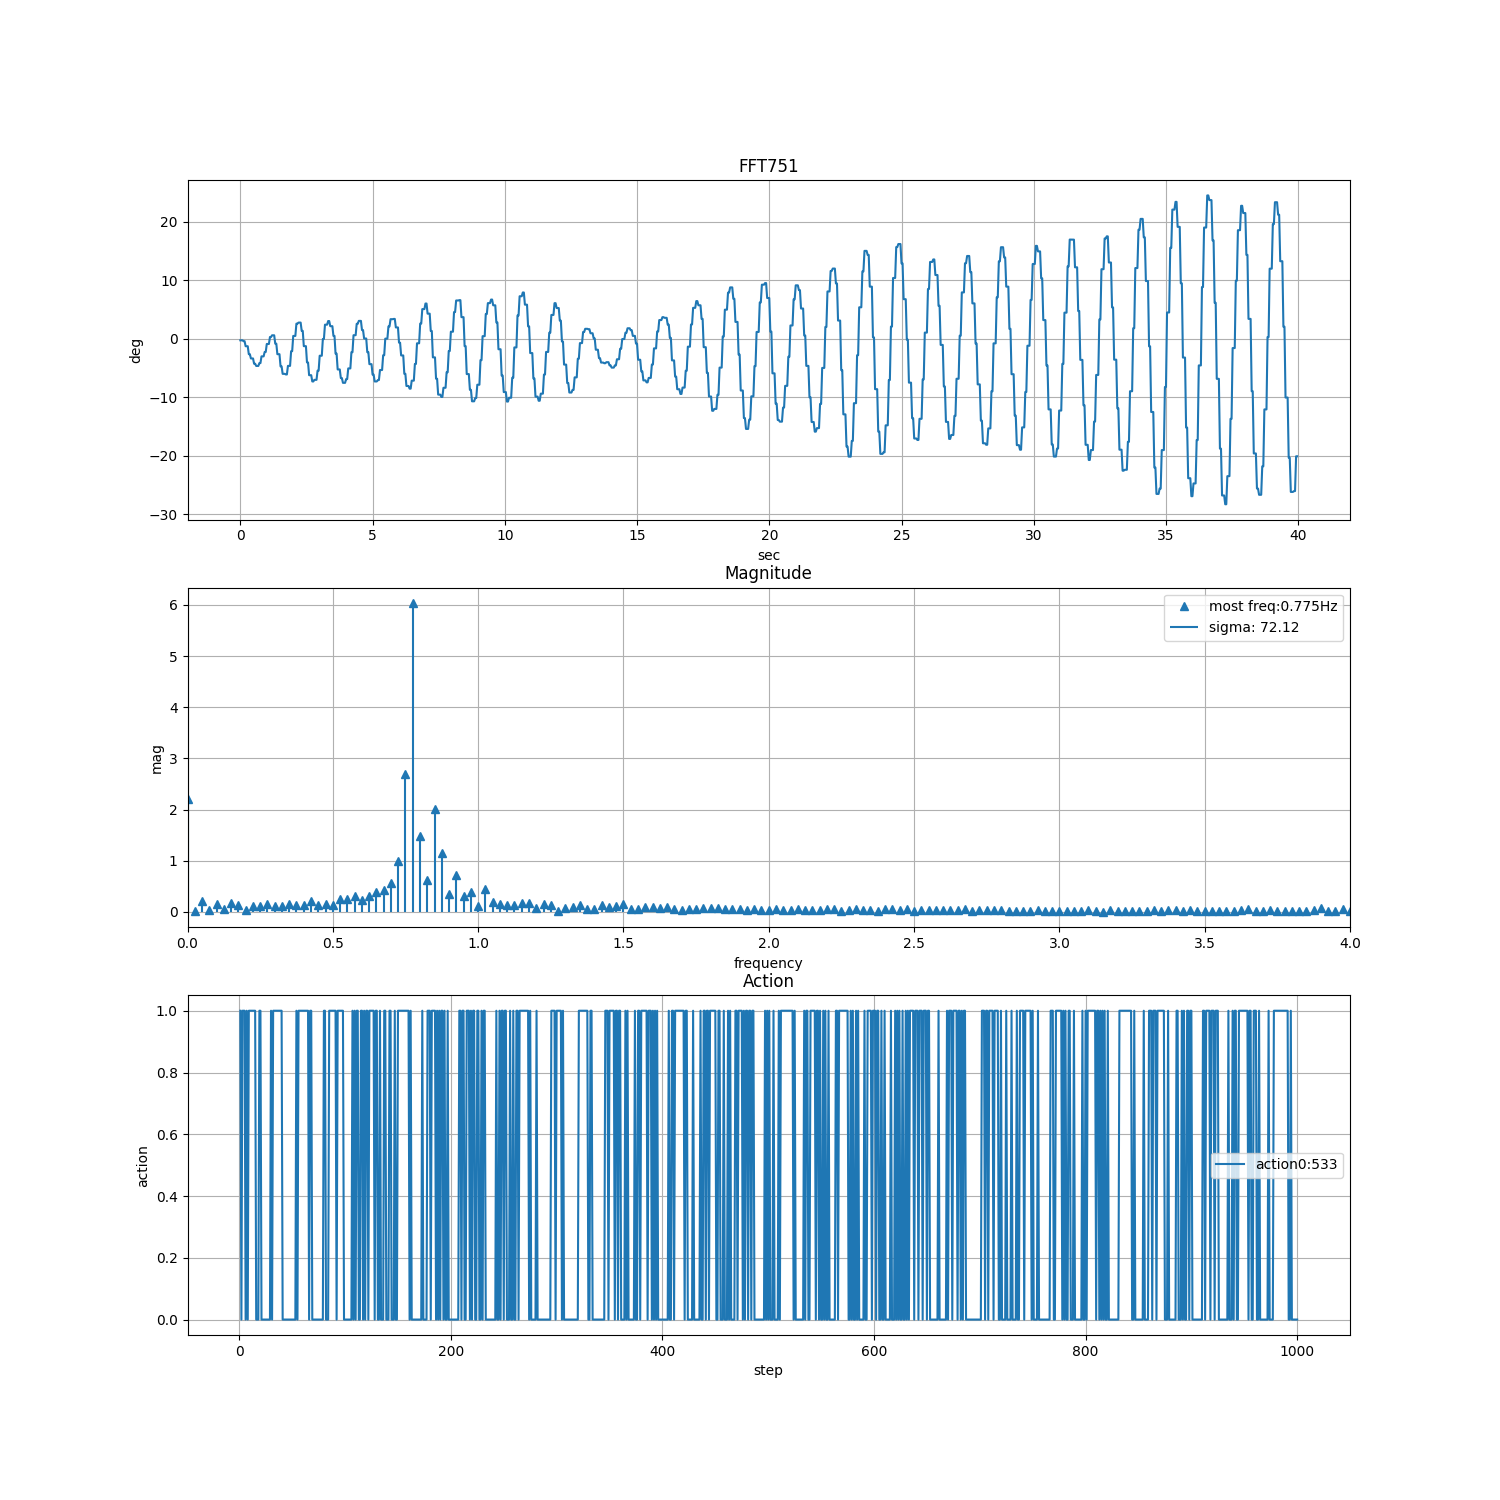 FFT751
20
10
0
−10
−20
−30
deg
0 5 10 15 20 25 30 35 40
sec
Magnitude
6
5
4
3
2
1
0
mag
most freq:0.775Hz
sigma: 72.12
0.0 0.5 1.0 1.5 2.0 2.5 3.0 3.5 4.0
frequency
Action
1.0
0.8
0.6
0.4
0.2
0.0
action
action0:533
0 200 400 600 800 1000
step